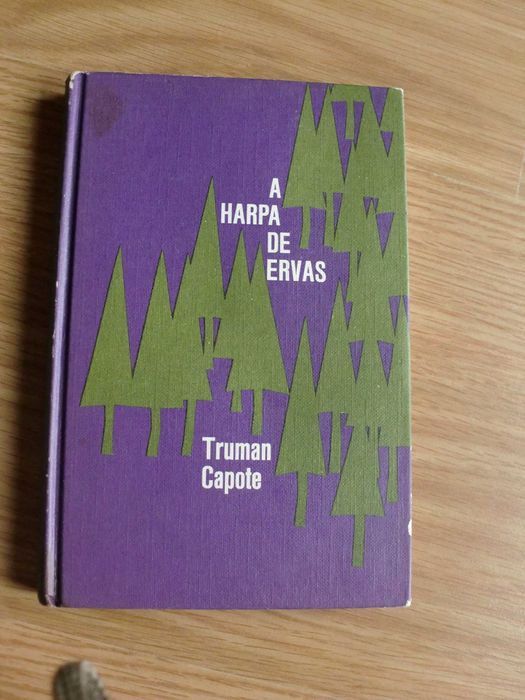 A
HARPA
DE
ERVAS
Truman
Capote